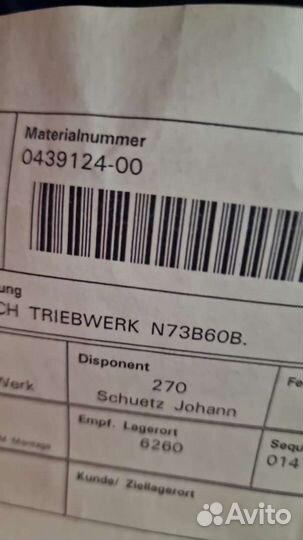 Materialnummer
0439124-00
ung
CH TRIEBWERK N73B60B.
Disponent
270
Schuetz Johann
Werk
Empf. Lagerort
6260
Sequ
014
Montage
Kunde/ Ziellagerort
Fe
Avito